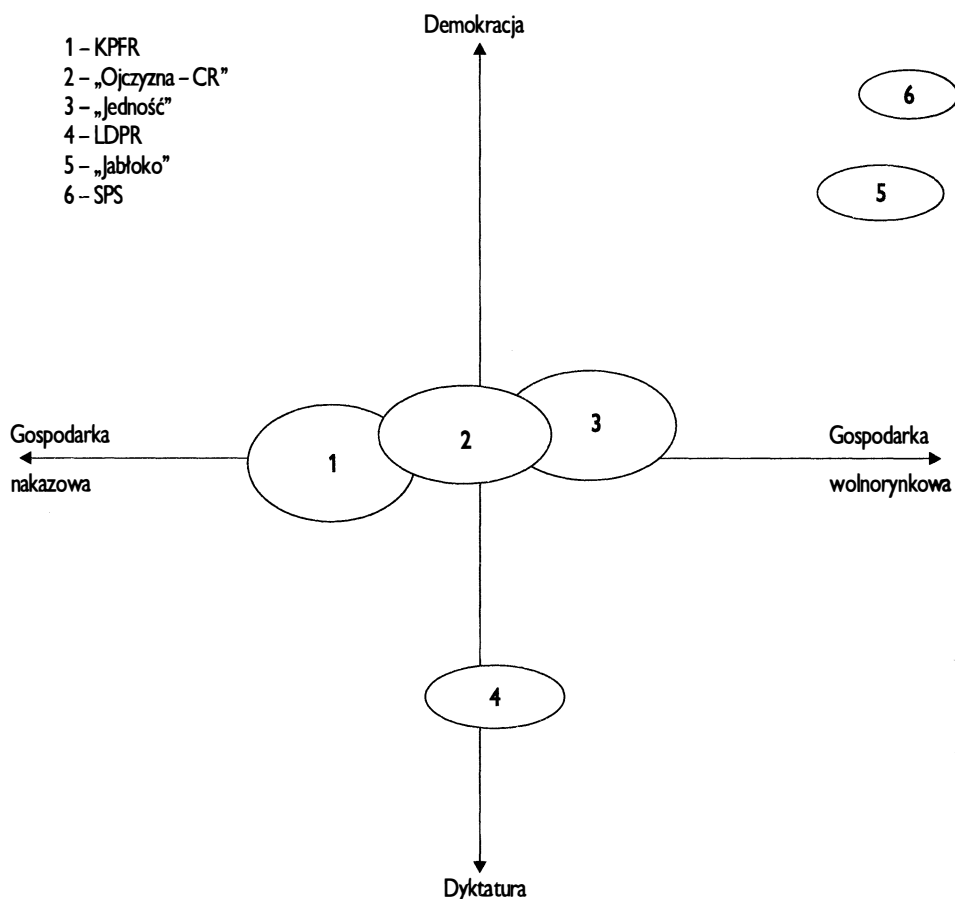 Demokracja
1 – KPFR
2 – „Ojczyzna – CR”
3 – „Jedność”
4 – LDPR
5 – „Jabłoko”
6 – SPS
6
5
Gospodarka
nakazowa
1
2
3
Gospodarka
wolnorynkowa
4
Dyktatura